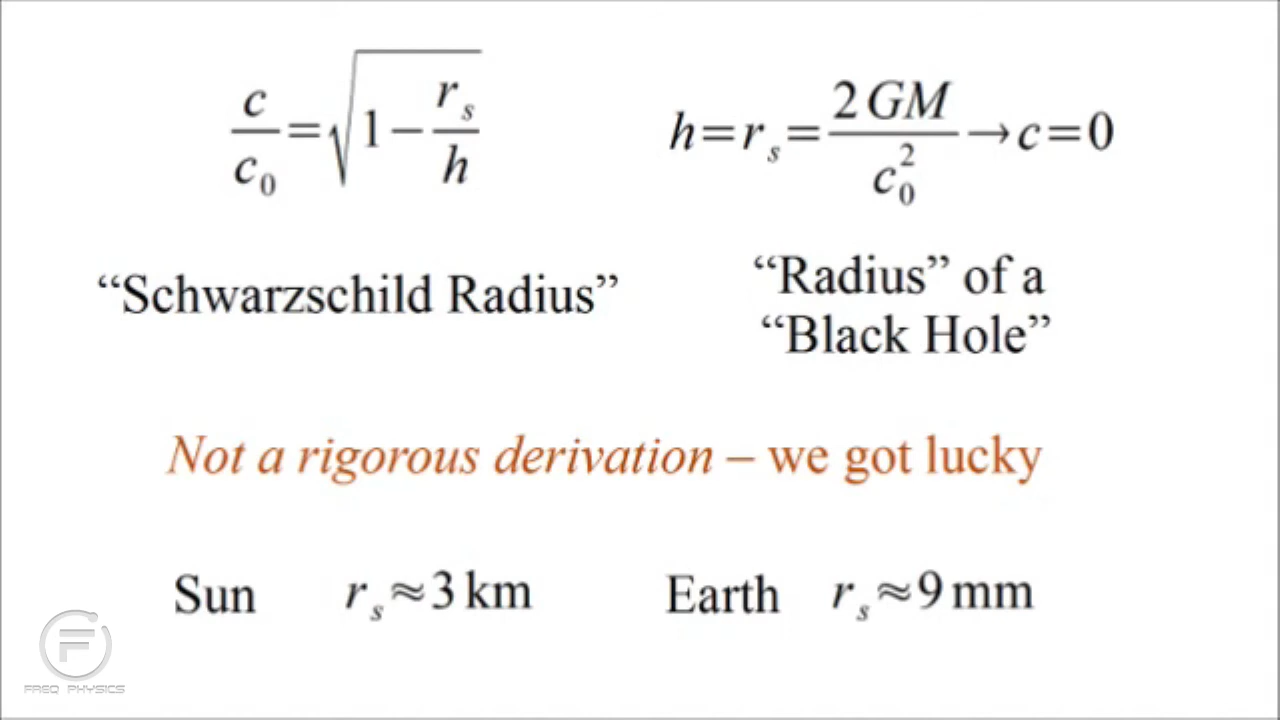 c/c₀=√(1−rₛ/h)
h=rₛ=2GM/c₀²→c=0
“Schwarzschild Radius”
“Radius” of a
“Black Hole”
Not a rigorous derivation – we got lucky
Sun rₛ≈3 km
Earth rₛ≈9 mm
FREQ PHYSICS